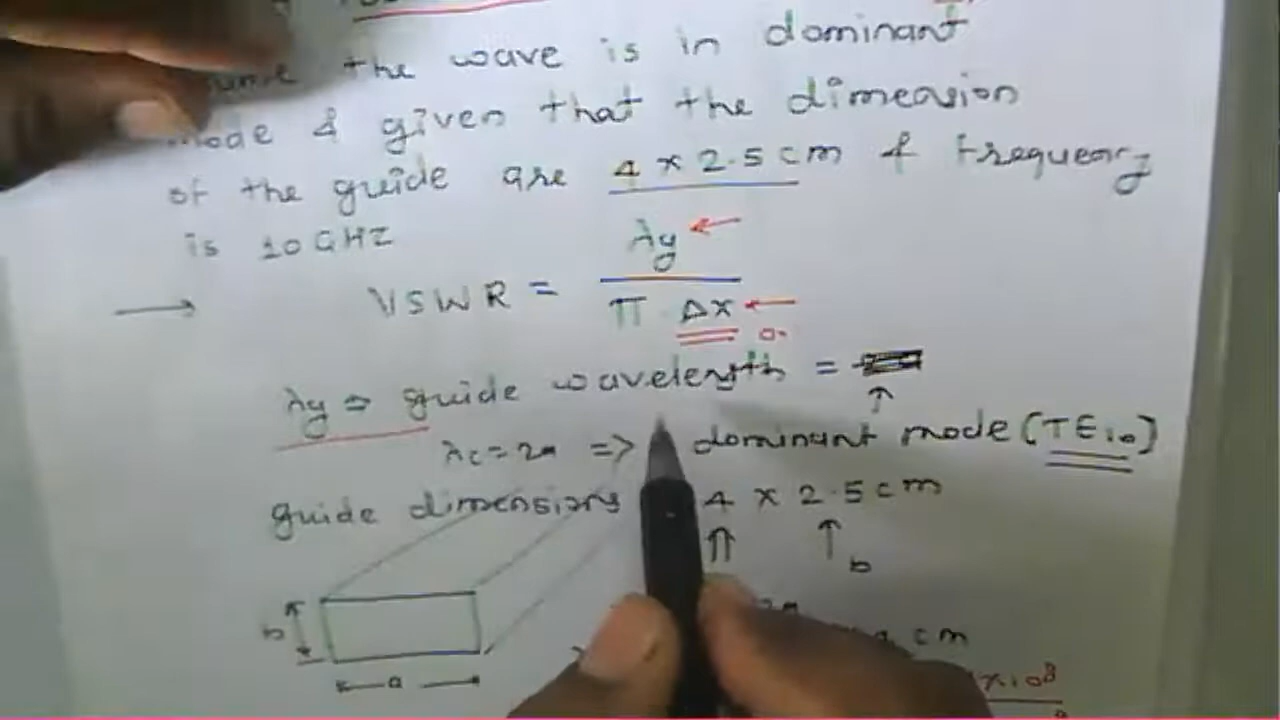 the wave is in dominant
mode & given that the dimension
of the guide are 4 x 2.5 cm & frequency
is 10 GHZ
→ VSWR = λg / π Δx
λg ⇒ guide wavelength =
λc = 2a => dominant mode (TE10)
guide dimensions 4 x 2.5 cm
b
b
a
cm
x10⁸